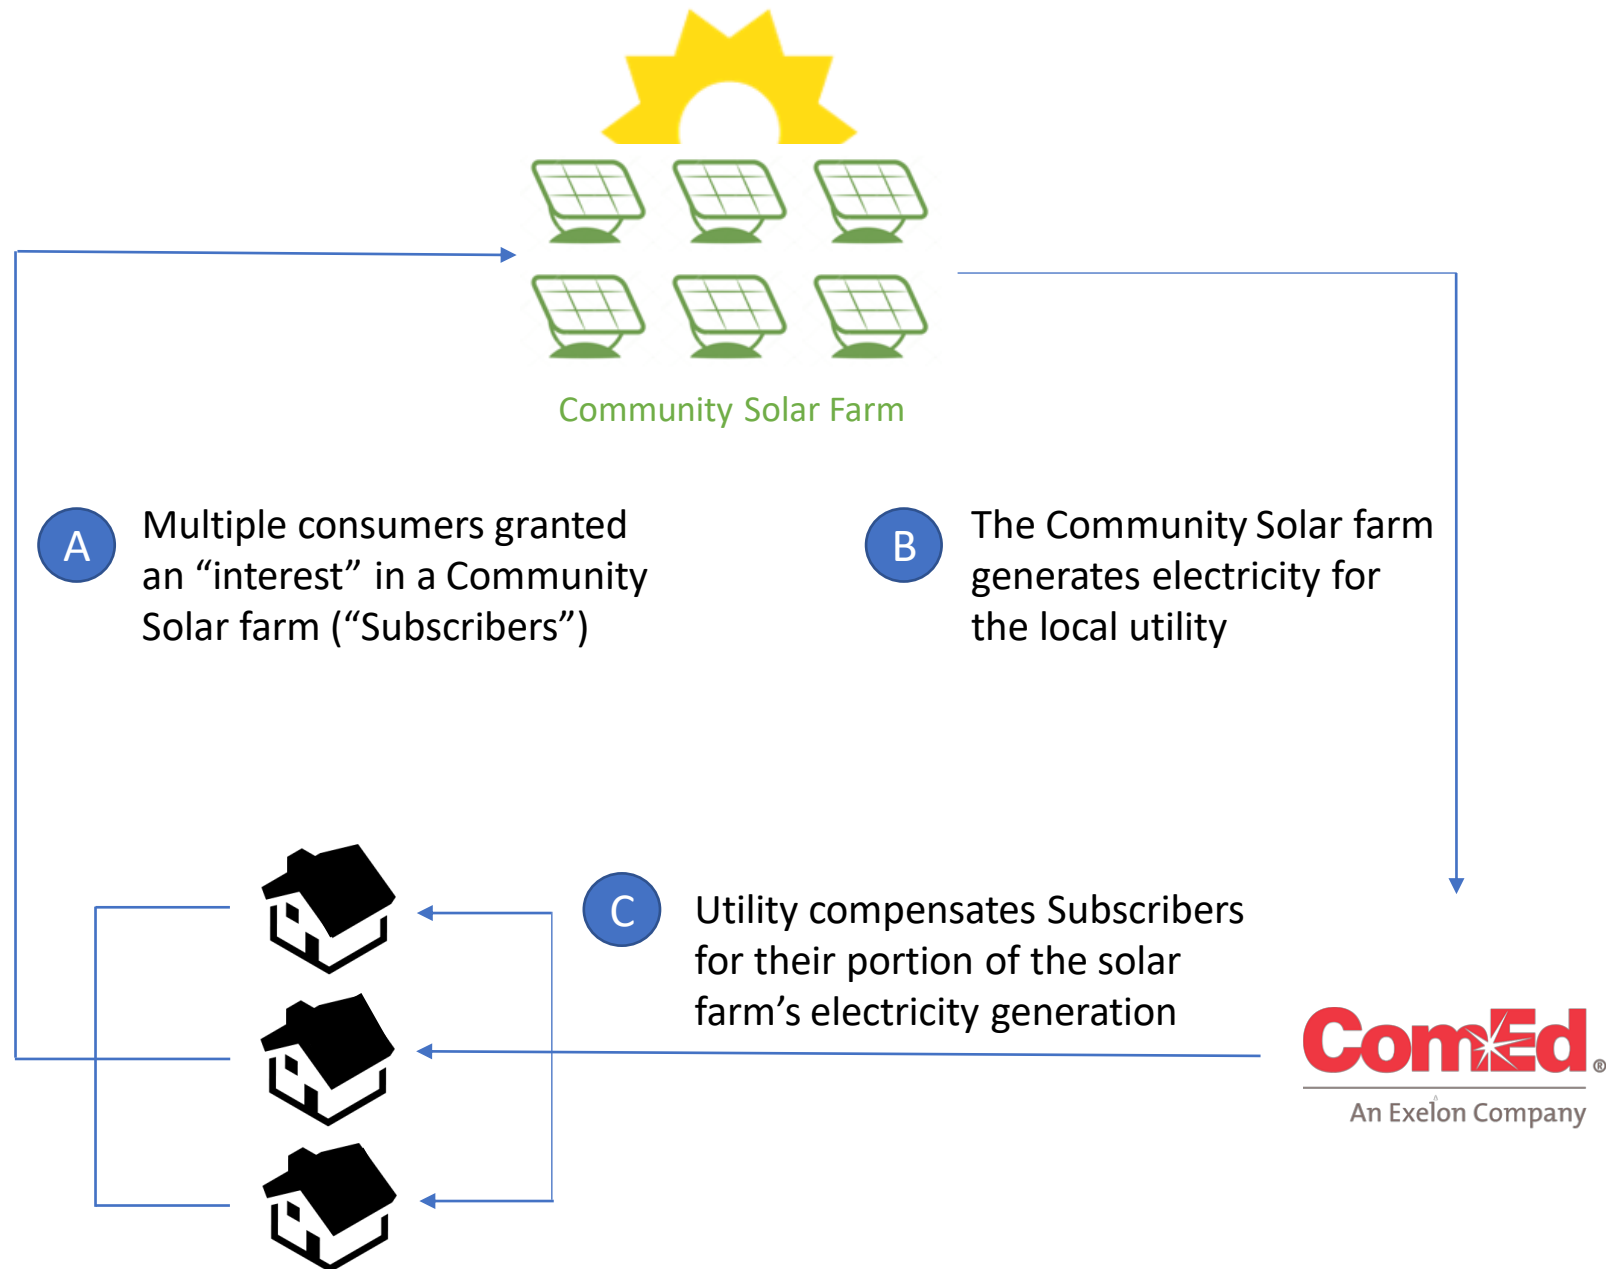 Community Solar Farm
A
Multiple consumers granted
an “interest” in a Community
Solar farm (“Subscribers”)
B
The Community Solar farm
generates electricity for
the local utility
C
Utility compensates Subscribers
for their portion of the solar
farm’s electricity generation
ComEd®
An Exelon Company